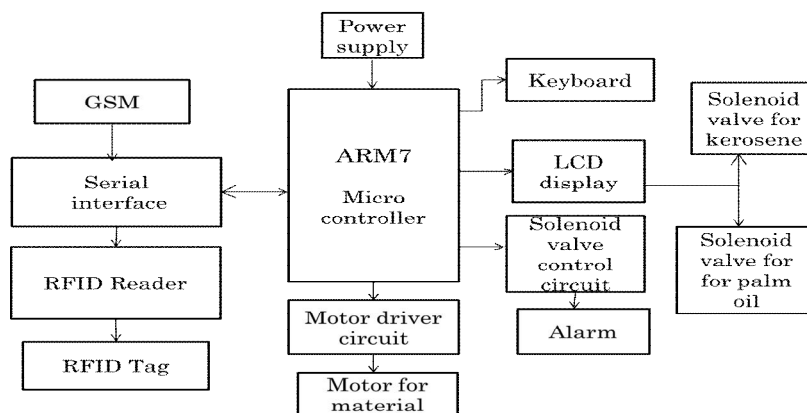 Power
supply
GSM
Keyboard
Solenoid
valve for
kerosene
ARM7
Micro
controller
LCD
display
Serial
interface
Solenoid
valve
control
circuit
Solenoid
valve for
for palm
oil
RFID Reader
Motor driver
circuit
Alarm
RFID Tag
Motor for
material